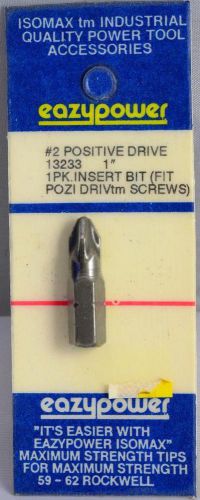 ISOMAX tm INDUSTRIAL
QUALITY POWER TOOL
ACCESSORIES
eazypower
#2 POSITIVE DRIVE
13233 1"
1PK.INSERT BIT (FIT
POZI DRIVtm SCREWS)
eazypower
"IT'S EASIER WITH
EAZYPOWER ISOMAX"
MAXIMUM STRENGTH TIPS
FOR MAXIMUM STRENGTH
59 - 62 ROCKWELL